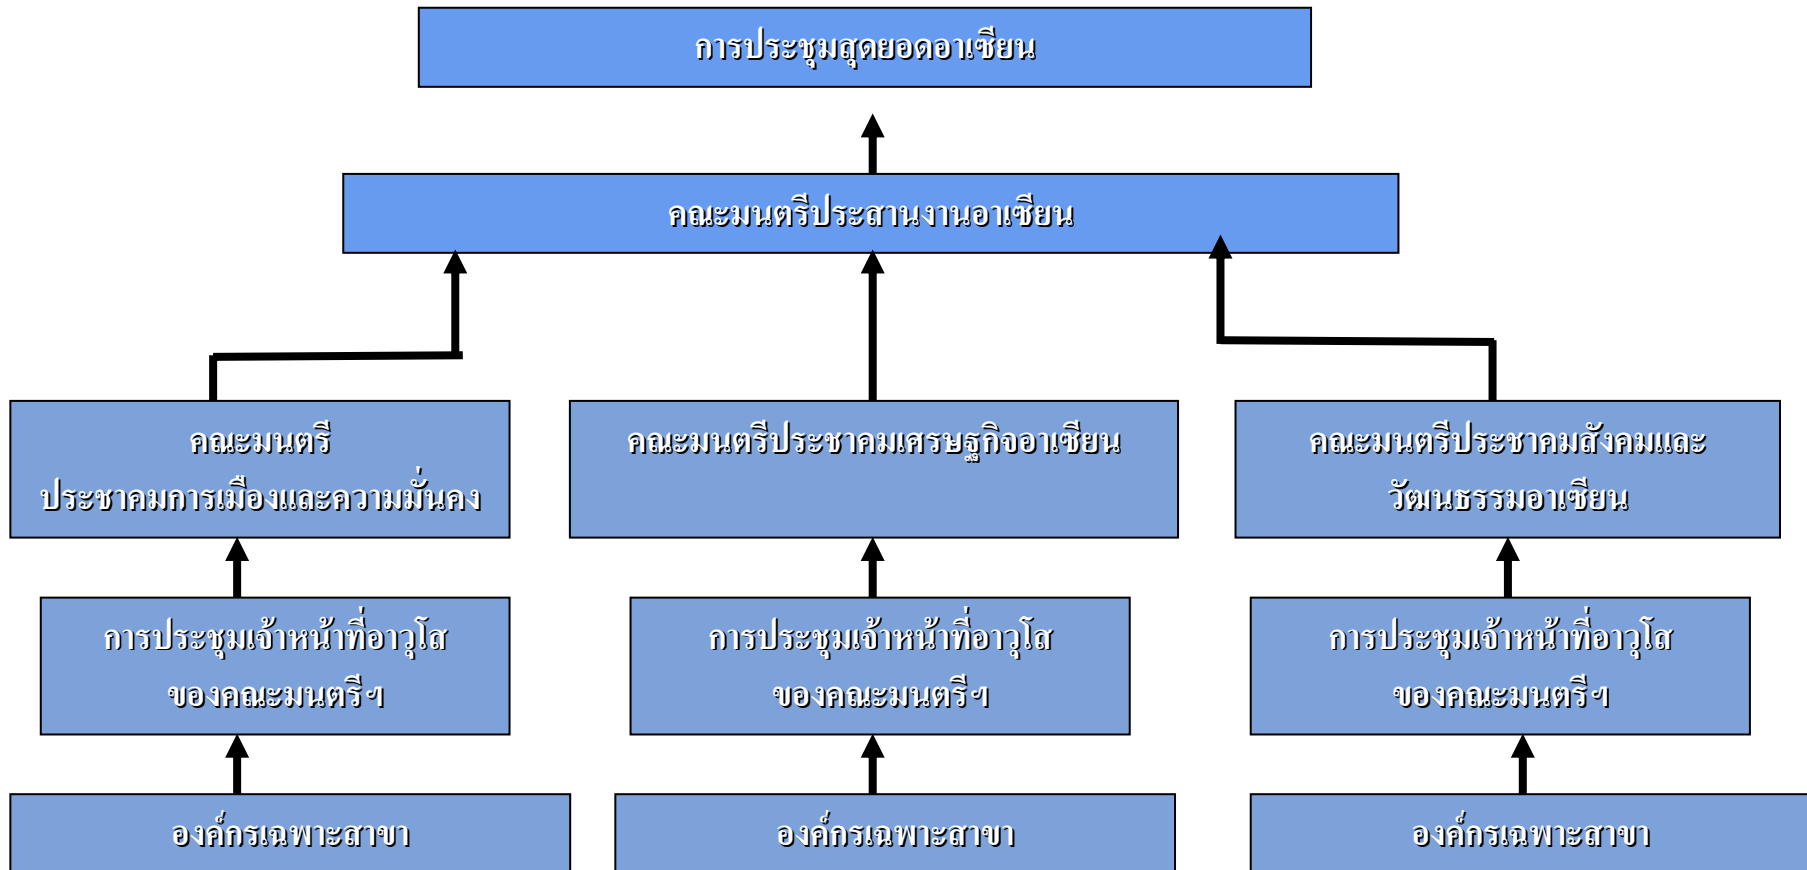 การประชุมสุดยอดอาเซียน
คณะมนตรีประสานงานอาเซียน
คณะมนตรี
ประชาคมการเมืองและความมั่นคง
คณะมนตรีประชาคมเศรษฐกิจอาเซียน
คณะมนตรีประชาคมสังคมและ
วัฒนธรรมอาเซียน
การประชุมเจ้าหน้าที่อาวุโส
ของคณะมนตรีฯ
การประชุมเจ้าหน้าที่อาวุโส
ของคณะมนตรีฯ
การประชุมเจ้าหน้าที่อาวุโส
ของคณะมนตรีฯ
องค์กรเฉพาะสาขา
องค์กรเฉพาะสาขา
องค์กรเฉพาะสาขา